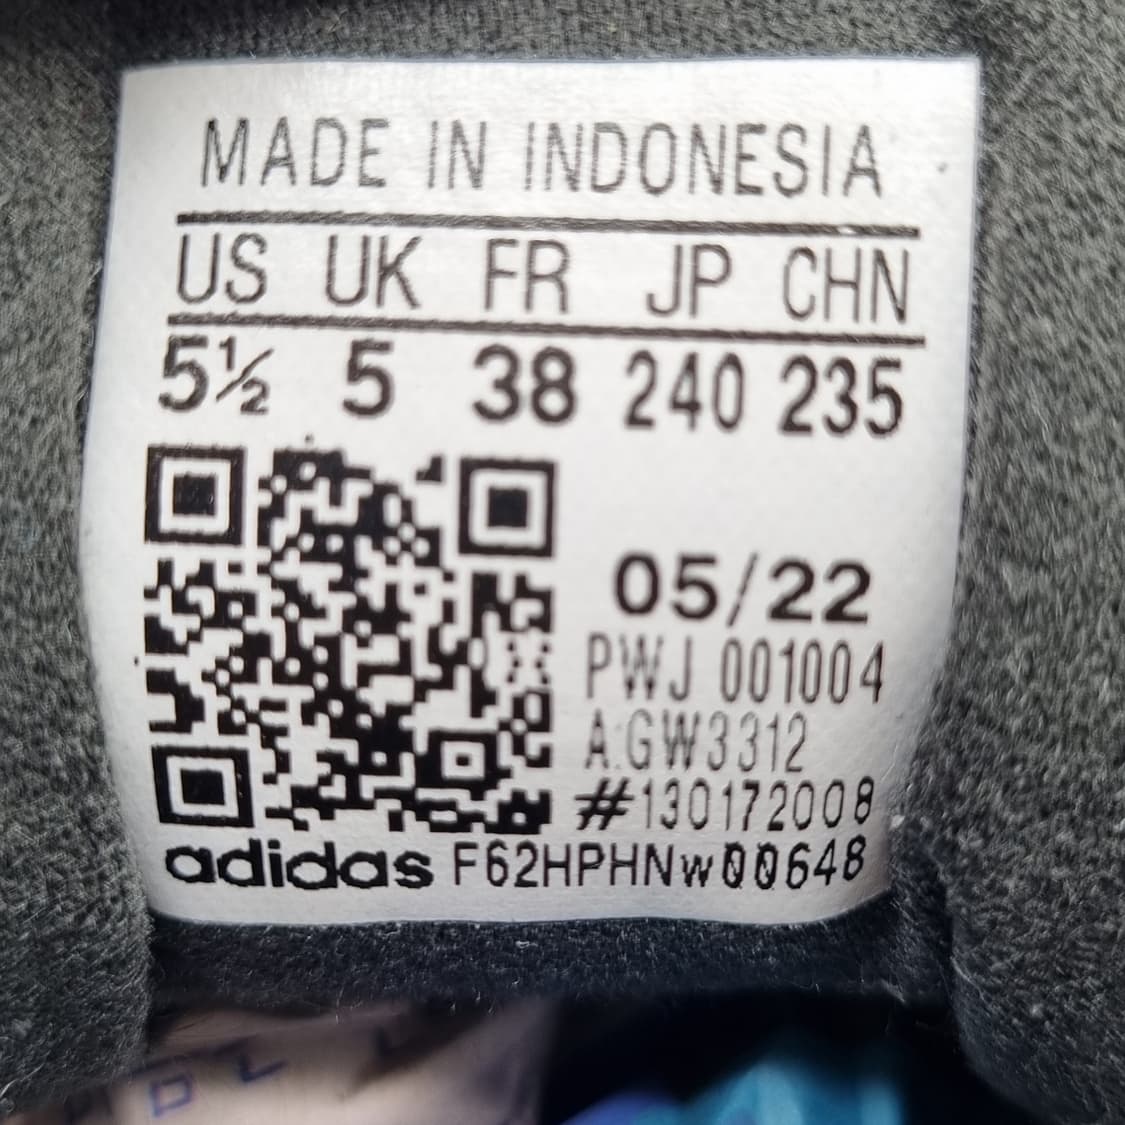 MADE IN INDONESIA
US UK FR JP CHN
5½ 5 38 240 235
05/22
PWJ 001004
A:GW3312
#130172008
adidas F62HPHNw00648